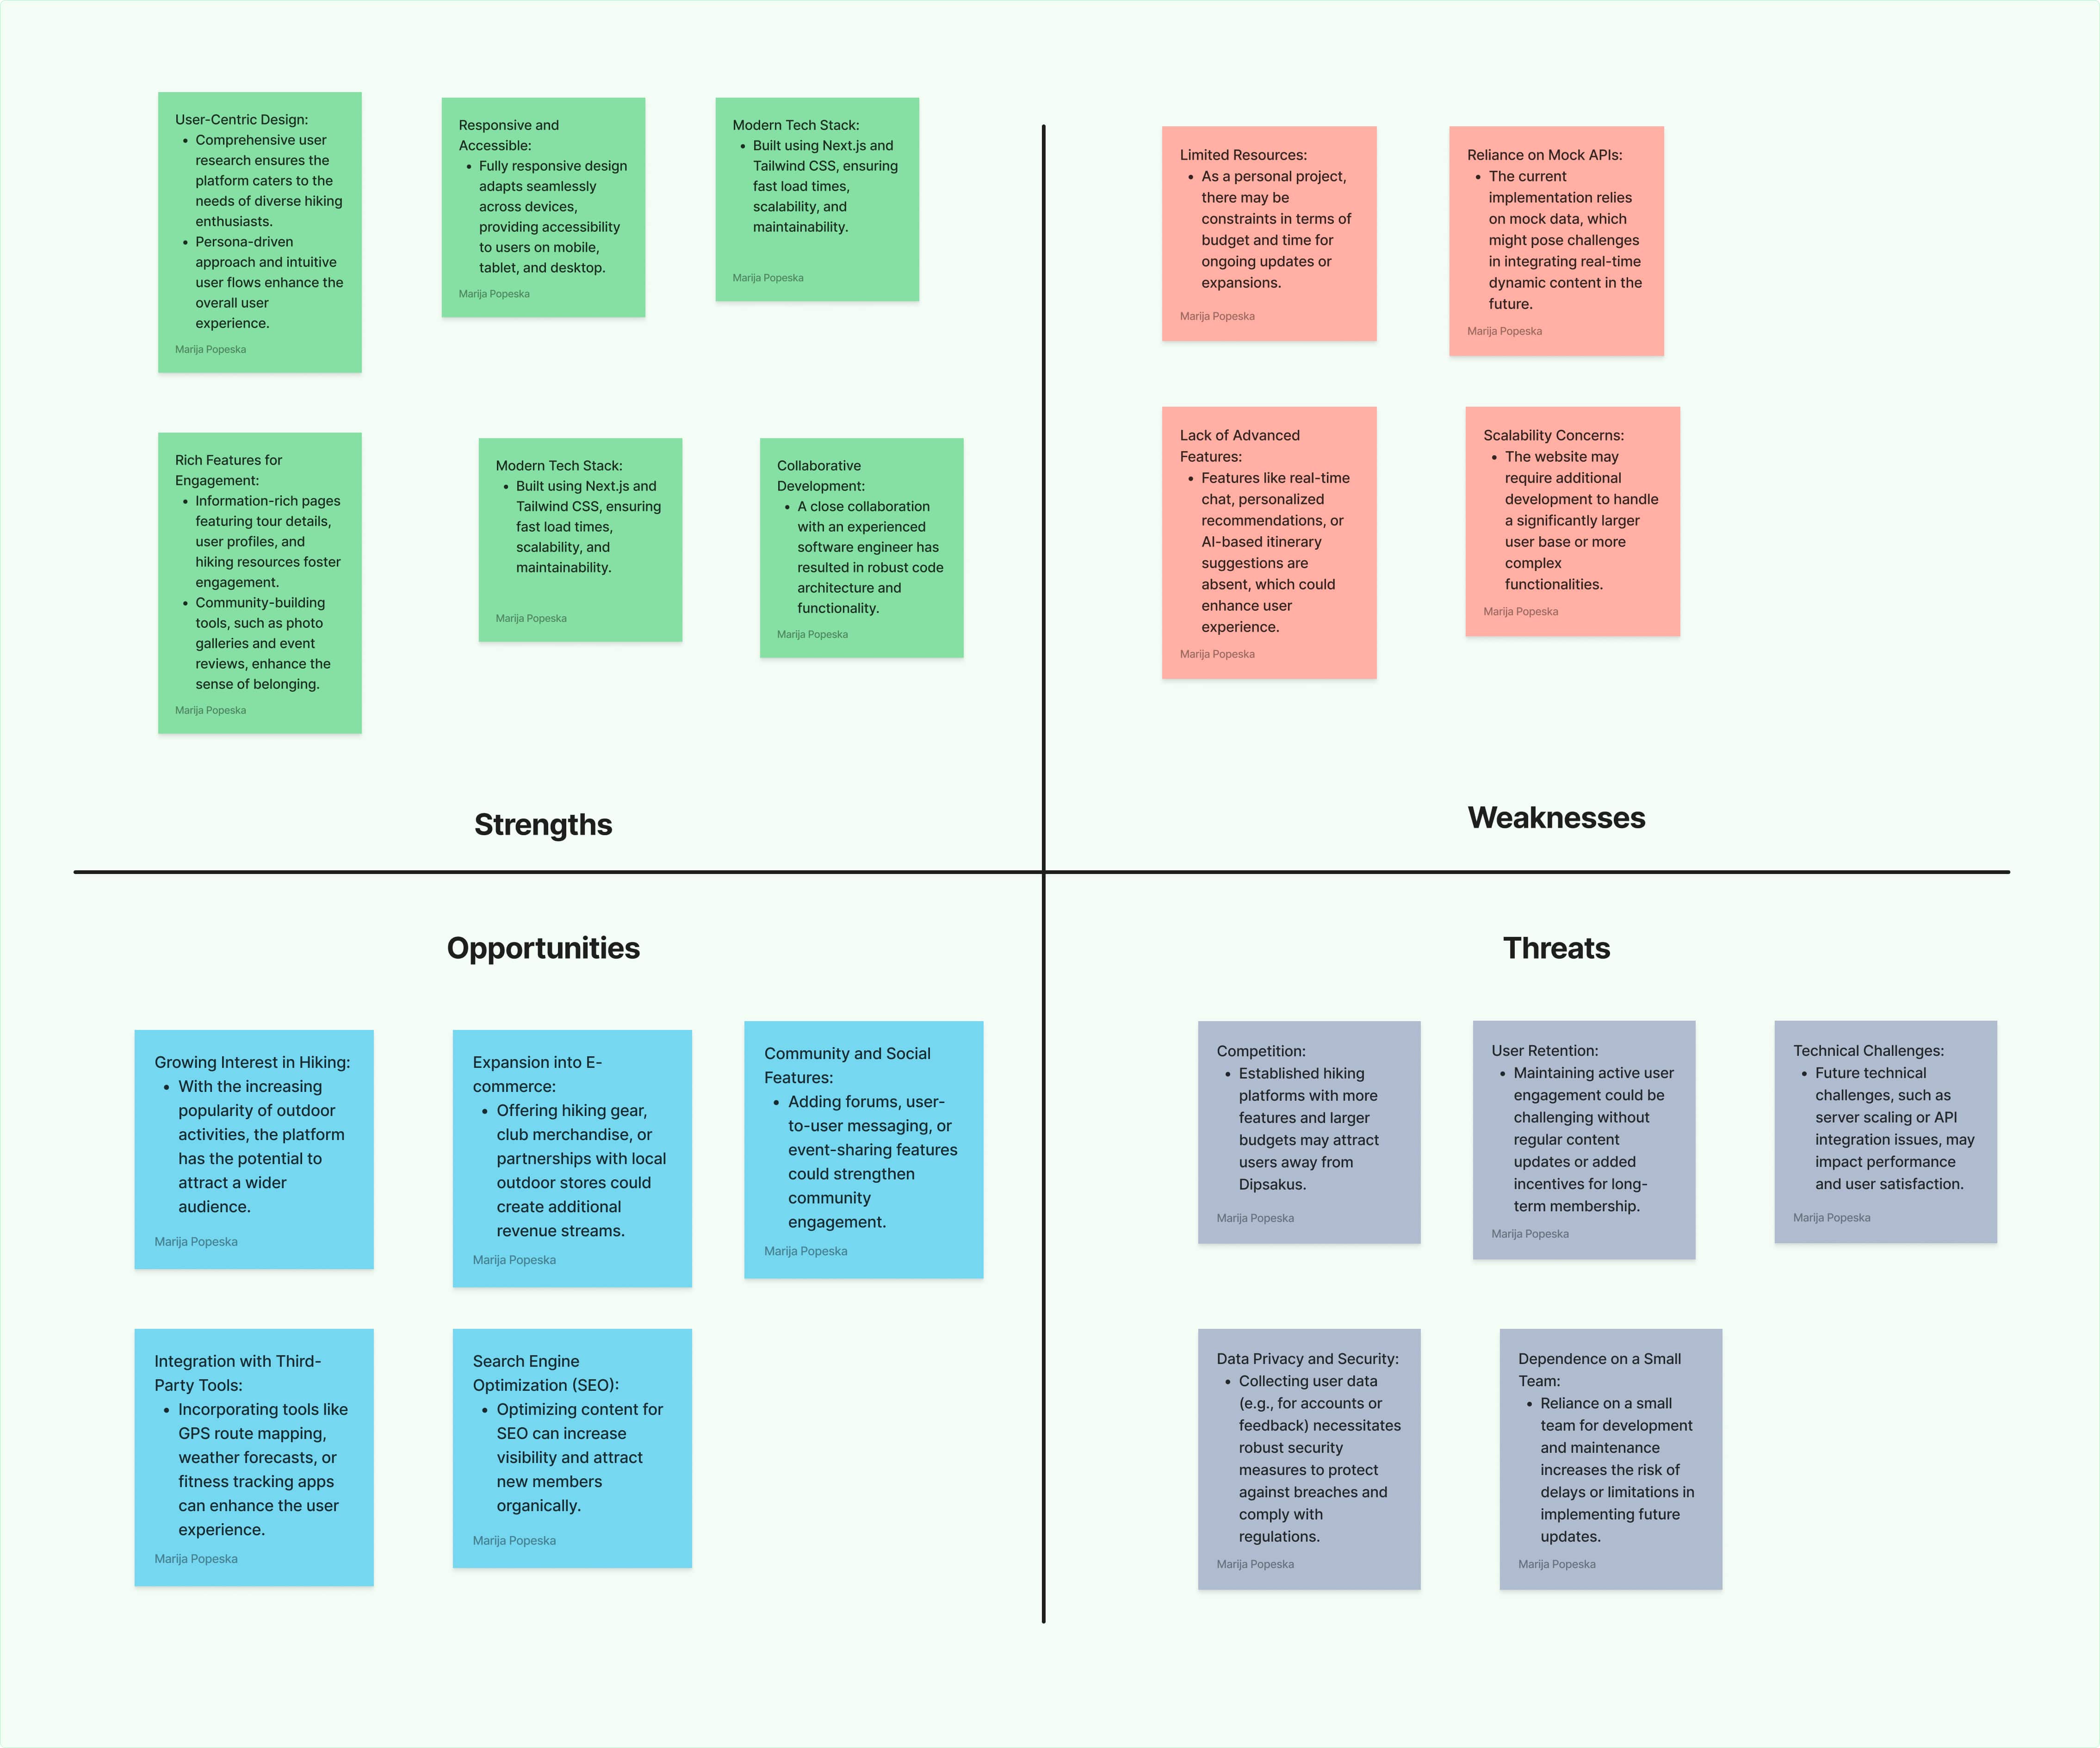 User-Centric Design:
• Comprehensive user
research ensures the
platform caters to the
needs of diverse hiking
enthusiasts.
• Persona-driven
approach and intuitive
user flows enhance the
overall user
experience.
Marija Popeska
Responsive and
Accessible:
• Fully responsive design
adapts seamlessly
across devices,
providing accessibility
to users on mobile,
tablet, and desktop.
Marija Popeska
Modern Tech Stack:
• Built using Next.js and
Tailwind CSS, ensuring
fast load times,
scalability, and
maintainability.
Marija Popeska
Rich Features for
Engagement:
• Information-rich pages
featuring tour details,
user profiles, and
hiking resources foster
engagement.
• Community-building
tools, such as photo
galleries and event
reviews, enhance the
sense of belonging.
Marija Popeska
Modern Tech Stack:
• Built using Next.js and
Tailwind CSS, ensuring
fast load times,
scalability, and
maintainability.
Marija Popeska
Collaborative
Development:
• A close collaboration
with an experienced
software engineer has
resulted in robust code
architecture and
functionality.
Marija Popeska
Strengths
Limited Resources:
• As a personal project,
there may be
constraints in terms of
budget and time for
ongoing updates or
expansions.
Marija Popeska
Reliance on Mock APIs:
• The current
implementation relies
on mock data, which
might pose challenges
in integrating real-time
dynamic content in the
future.
Marija Popeska
Lack of Advanced
Features:
• Features like real-time
chat, personalized
recommendations, or
AI-based itinerary
suggestions are
absent, which could
enhance user
experience.
Marija Popeska
Scalability Concerns:
• The website may
require additional
development to handle
a significantly larger
user base or more
complex
functionalities.
Marija Popeska
Weaknesses
Opportunities
Growing Interest in Hiking:
• With the increasing
popularity of outdoor
activities, the platform
has the potential to
attract a wider
audience.
Marija Popeska
Expansion into E-
commerce:
• Offering hiking gear,
club merchandise, or
partnerships with local
outdoor stores could
create additional
revenue streams.
Marija Popeska
Community and Social
Features:
• Adding forums, user-
to-user messaging, or
event-sharing features
could strengthen
community
engagement.
Marija Popeska
Integration with Third-
Party Tools:
• Incorporating tools like
GPS route mapping,
weather forecasts, or
fitness tracking apps
can enhance the user
experience.
Marija Popeska
Search Engine
Optimization (SEO):
• Optimizing content for
SEO can increase
visibility and attract
new members
organically.
Marija Popeska
Threats
Competition:
• Established hiking
platforms with more
features and larger
budgets may attract
users away from
Dipsakus.
Marija Popeska
User Retention:
• Maintaining active user
engagement could be
challenging without
regular content
updates or added
incentives for long-
term membership.
Marija Popeska
Technical Challenges:
• Future technical
challenges, such as
server scaling or API
integration issues, may
impact performance
and user satisfaction.
Marija Popeska
Data Privacy and Security:
• Collecting user data
(e.g., for accounts or
feedback) necessitates
robust security
measures to protect
against breaches and
comply with
regulations.
Marija Popeska
Dependence on a Small
Team:
• Reliance on a small
team for development
and maintenance
increases the risk of
delays or limitations in
implementing future
updates.
Marija Popeska